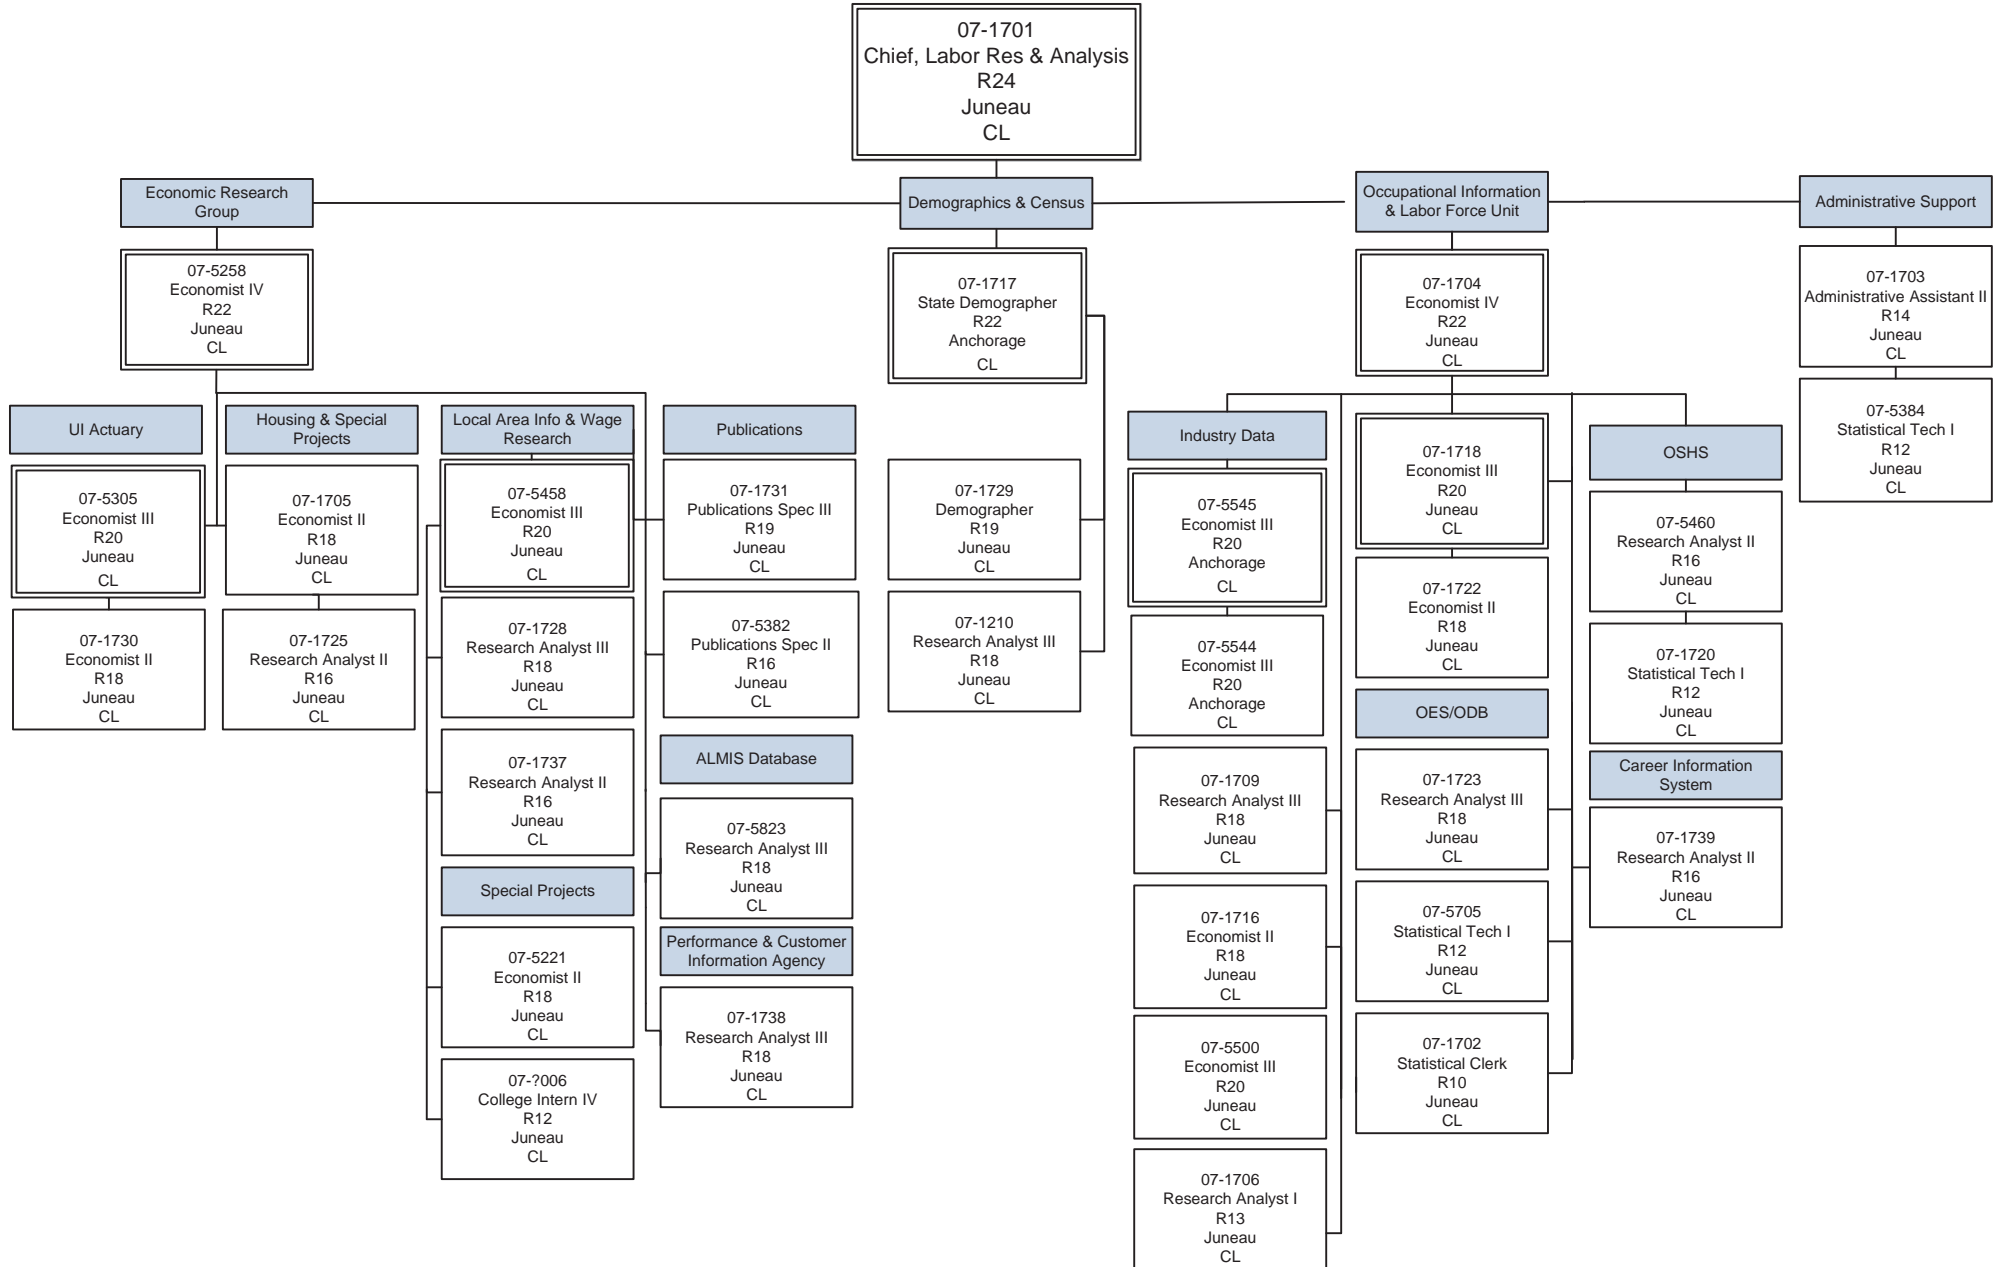 07-1701
Chief, Labor Res & Analysis
R24
Juneau
CL
Economic Research
Group
Demographics & Census
Occupational Information
& Labor Force Unit
Administrative Support
07-5258
Economist IV
R22
Juneau
CL
07-1717
State Demographer
R22
Anchorage
CL
07-1704
Economist IV
R22
Juneau
CL
07-1703
Administrative Assistant II
R14
Juneau
CL
07-5384
Statistical Tech I
R12
Juneau
CL
UI Actuary
07-5305
Economist III
R20
Juneau
CL
07-1730
Economist II
R18
Juneau
CL
Housing & Special
Projects
07-1705
Economist II
R18
Juneau
CL
07-1725
Research Analyst II
R16
Juneau
CL
Local Area Info & Wage
Research
07-5458
Economist III
R20
Juneau
CL
07-1728
Research Analyst III
R18
Juneau
CL
07-1737
Research Analyst II
R16
Juneau
CL
Special Projects
07-5221
Economist II
R18
Juneau
CL
07-?006
College Intern IV
R12
Juneau
CL
Publications
07-1731
Publications Spec III
R19
Juneau
CL
07-5382
Publications Spec II
R16
Juneau
CL
ALMIS Database
07-5823
Research Analyst III
R18
Juneau
CL
Performance & Customer
Information Agency
07-1738
Research Analyst III
R18
Juneau
CL
07-1729
Demographer
R19
Juneau
CL
07-1210
Research Analyst III
R18
Juneau
CL
Industry Data
07-5545
Economist III
R20
Anchorage
CL
07-5544
Economist III
R20
Anchorage
CL
07-1709
Research Analyst III
R18
Juneau
CL
07-1716
Economist II
R18
Juneau
CL
07-5500
Economist III
R20
Juneau
CL
07-1706
Research Analyst I
R13
Juneau
CL
07-1718
Economist III
R20
Juneau
CL
07-1722
Economist II
R18
Juneau
CL
OES/ODB
07-1723
Research Analyst III
R18
Juneau
CL
07-5705
Statistical Tech I
R12
Juneau
CL
07-1702
Statistical Clerk
R10
Juneau
CL
OSHS
07-5460
Research Analyst II
R16
Juneau
CL
07-1720
Statistical Tech I
R12
Juneau
CL
Career Information
System
07-1739
Research Analyst II
R16
Juneau
CL